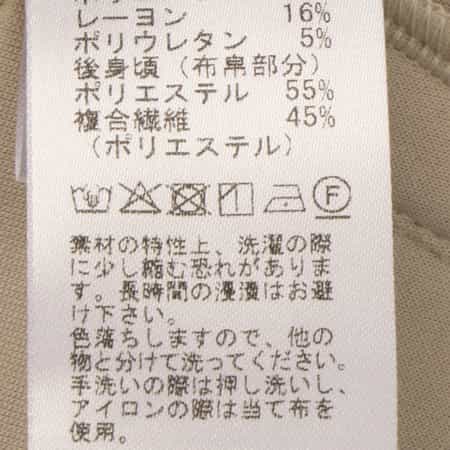 レーヨン 16%
ポリウレタン 5%
後身頃(布帛部分)
ポリエステル 55%
複合繊維 45%
(ポリエステル)
F
素材の特性上、洗濯の際
に少し縮む恐れがありま
す。長時間の浸漬はお避
け下さい。
色落ちしますので、他の
物と分けて洗ってください。
手洗いの際は押し洗いし、
アイロンの際は当て布を
使用。